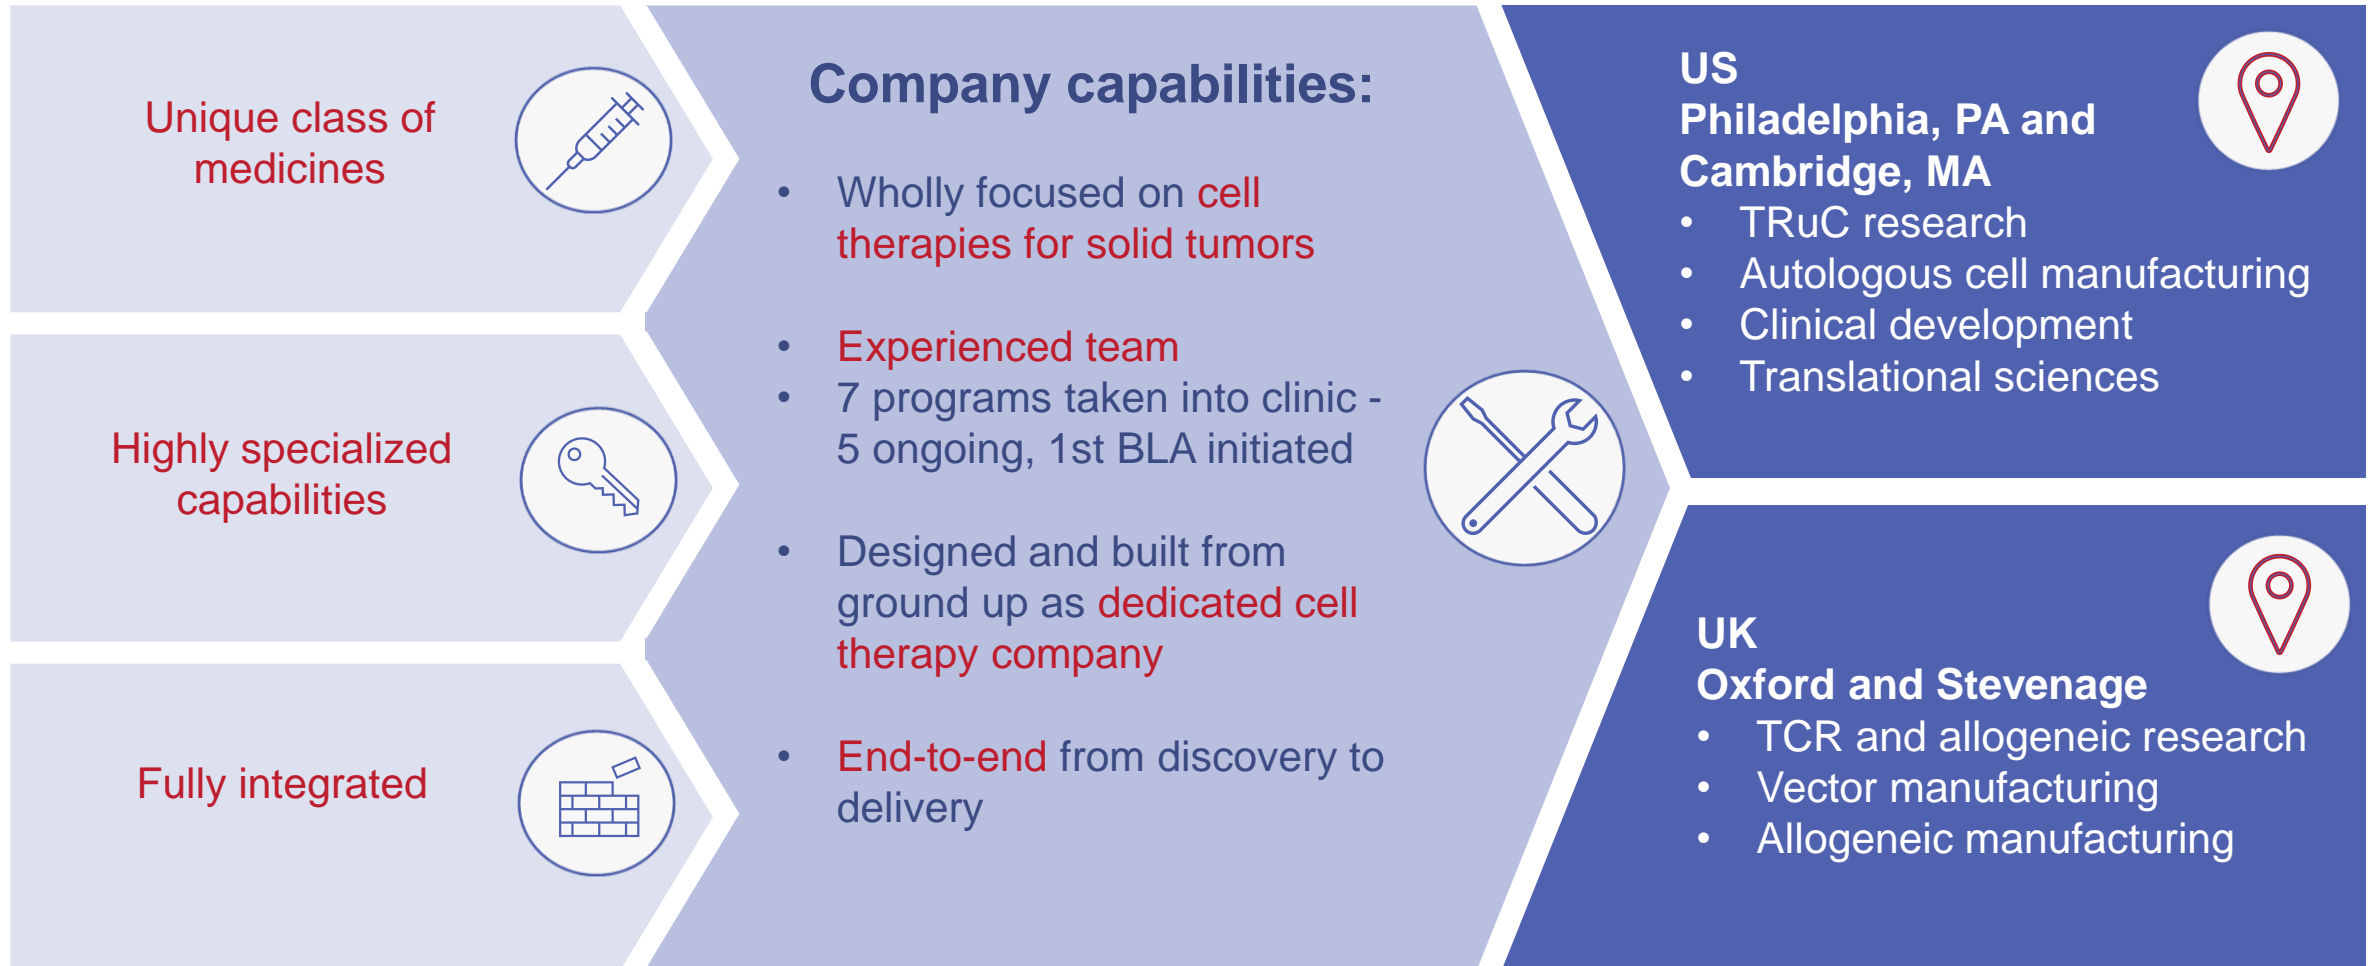 Unique class of
medicines
Highly specialized
capabilities
Fully integrated
Company capabilities:
• Wholly focused on cell
therapies for solid tumors
• Experienced team
• 7 programs taken into clinic -
5 ongoing, 1st BLA initiated
• Designed and built from
ground up as dedicated cell
therapy company
• End-to-end from discovery to
delivery
US
Philadelphia, PA and
Cambridge, MA
• TRuC research
• Autologous cell manufacturing
• Clinical development
• Translational sciences
UK
Oxford and Stevenage
• TCR and allogeneic research
• Vector manufacturing
• Allogeneic manufacturing